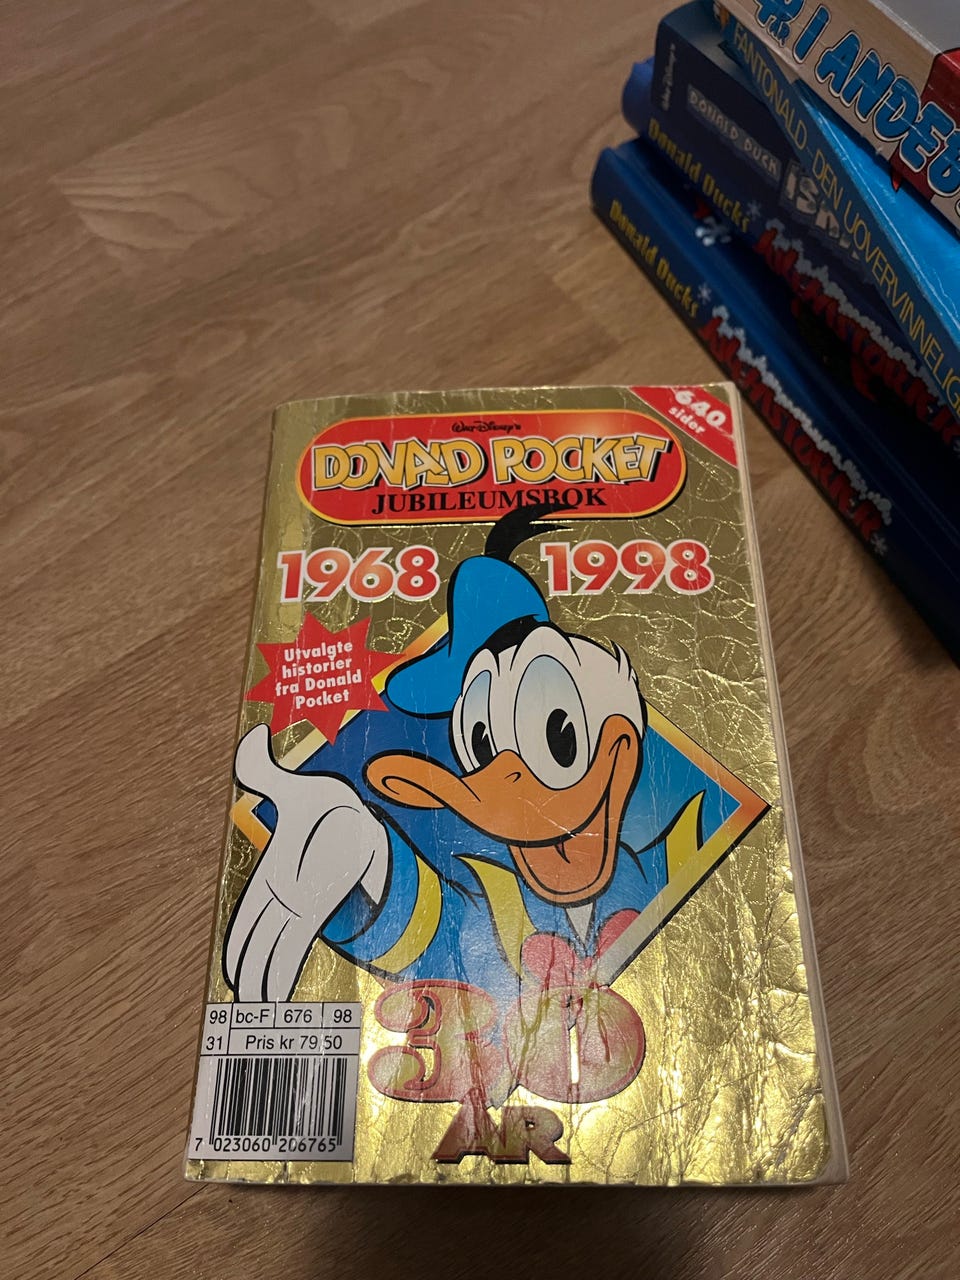 Walt Disney's
DONALD POCKET
JUBILEUMSBOK
640
sider
1968 1998
Utvalgte
historier
fra Donald
Pocket
30
ÅR
98 bc-F 676 98
31 Pris kr 79,50
7 023060 206765
I ANDEB
FANTONALD - DEN UOVERVINNELIGE
Walt Disney's
DONALD DUCK
Donald Ducks
Donald Ducks